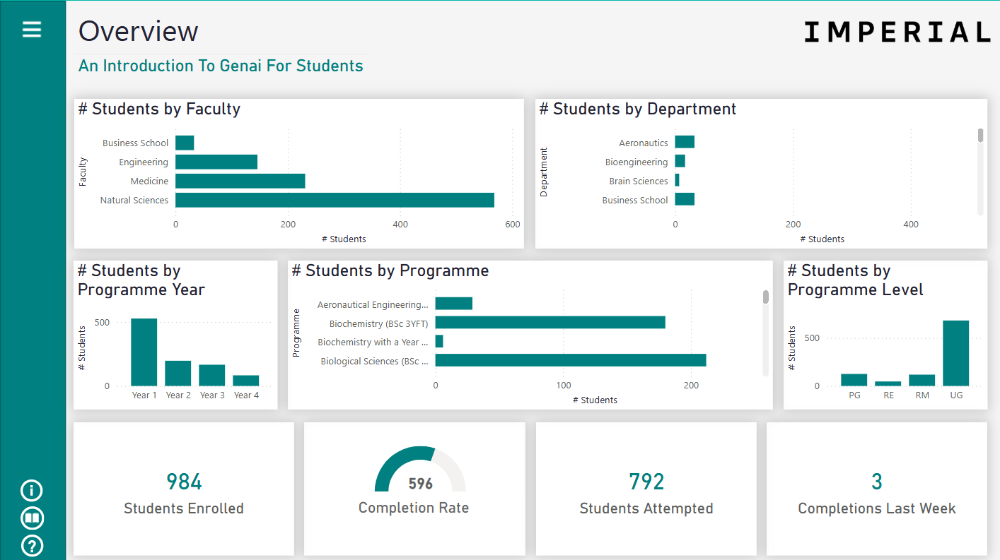 Overview
IMPERIAL
An Introduction To Genai For Students
# Students by Faculty
Faculty
Business School
Engineering
Medicine
Natural Sciences
0 200 400 600
# Students
# Students by Department
Department
Aeronautics
Bioengineering
Brain Sciences
Business School
0 200 400
# Students
# Students by
Programme Year
# Students
500
0
Year 1 Year 2 Year 3 Year 4
# Students by Programme
Programme
Aeronautical Engineering...
Biochemistry (BSc 3YFT)
Biochemistry with a Year ...
Biological Sciences (BSc ...
0 100 200
# Students
# Students by
Programme Level
# Students
500
0
PG RE RM UG
984
Students Enrolled
596
Completion Rate
792
Students Attempted
3
Completions Last Week
i
?